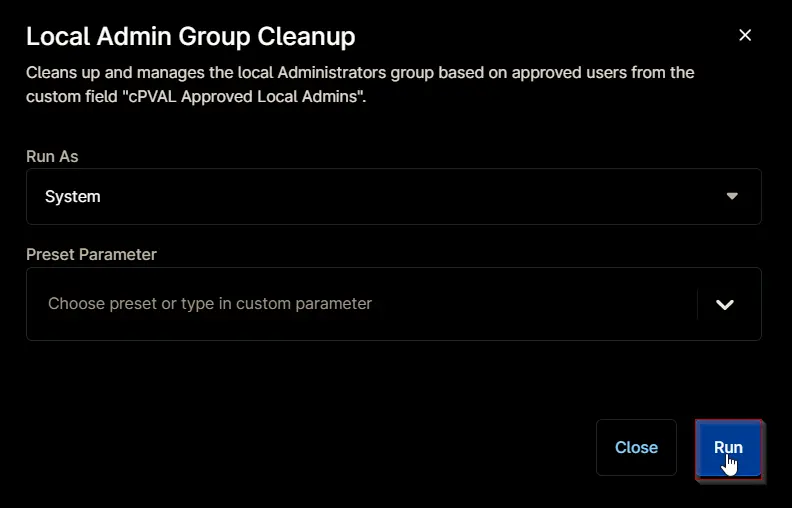 Local Admin Group Cleanup
Cleans up and manages the local Administrators group based on approved users from the
custom field "cPVAL Approved Local Admins".
Run As
System
Preset Parameter
Choose preset or type in custom parameter
Close
Run